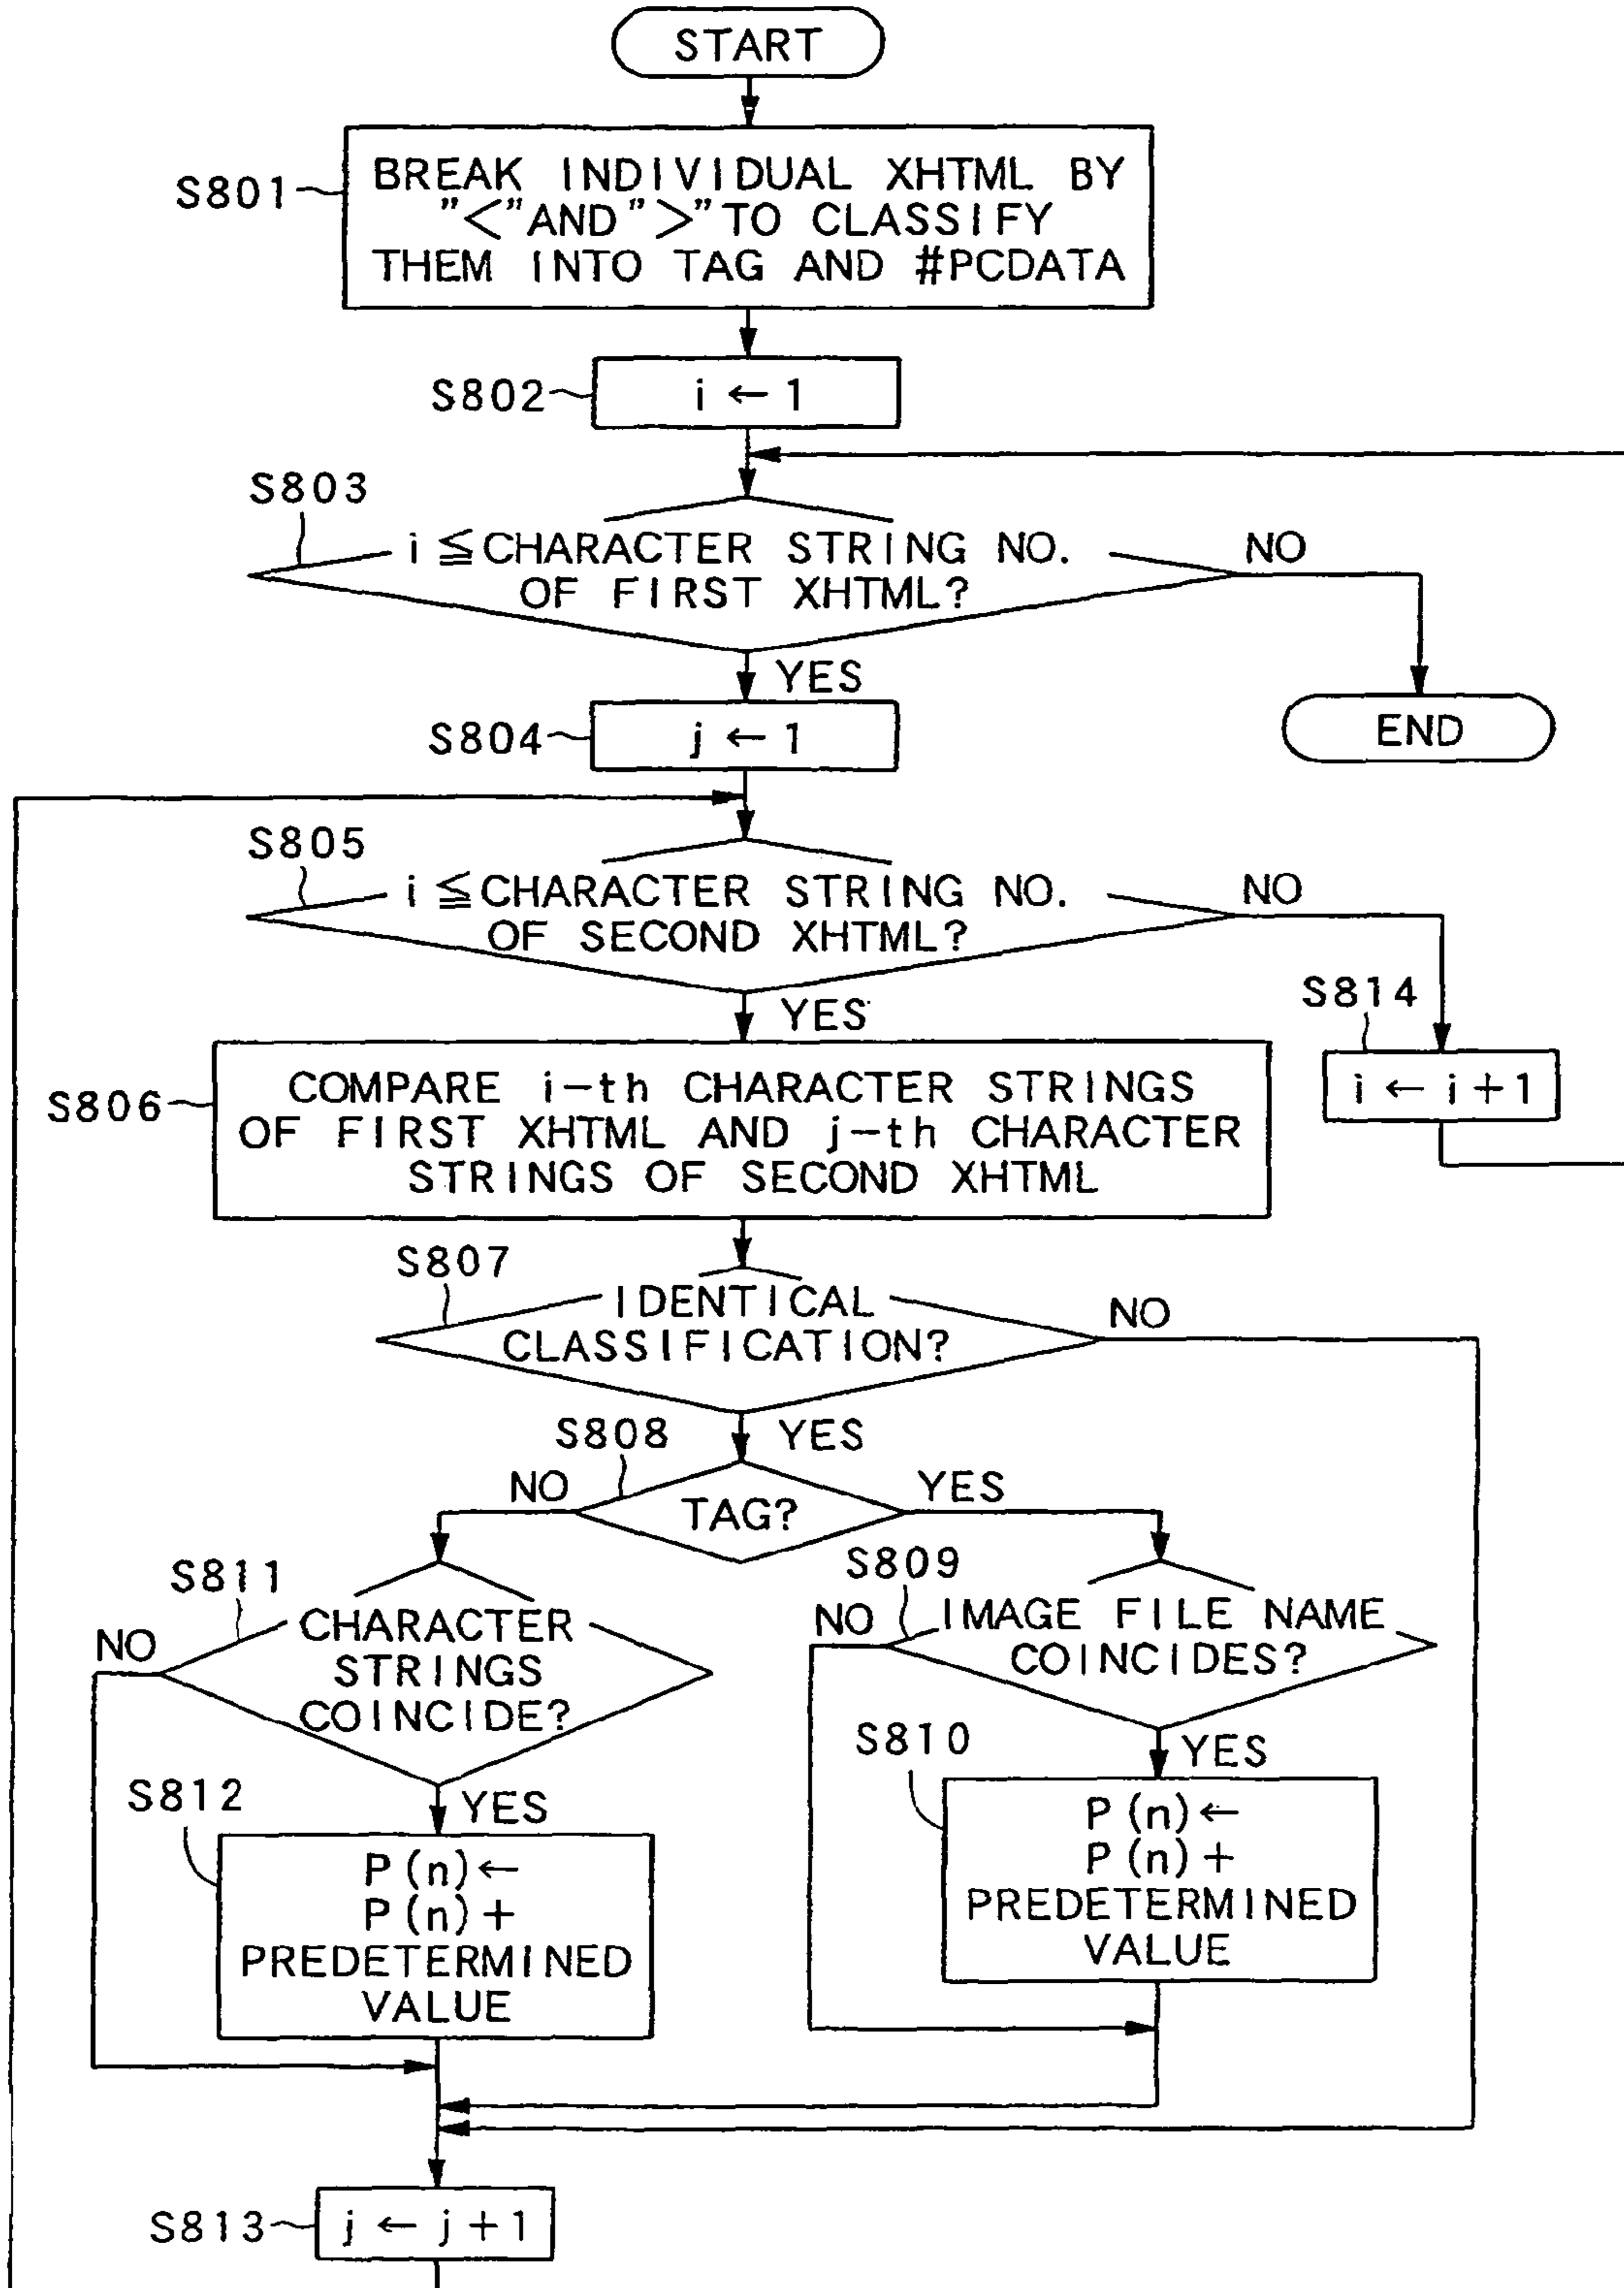 START
S801
BREAK INDIVIDUAL XHTML BY
"<"AND">"TO CLASSIFY
THEM INTO TAG AND #PCDATA
S802
i ← 1
S803
i ≦ CHARACTER STRING NO.
OF FIRST XHTML?
NO
YES
END
S804
j ← 1
S805
i ≦ CHARACTER STRING NO.
OF SECOND XHTML?
NO
YES
S814
i ← i + 1
S806
COMPARE i-th CHARACTER STRINGS
OF FIRST XHTML AND j-th CHARACTER
STRINGS OF SECOND XHTML
S807
IDENTICAL
CLASSIFICATION?
NO
YES
S808
NO
TAG?
YES
S811
NO
CHARACTER
STRINGS
COINCIDE?
YES
S809
NO
IMAGE FILE NAME
COINCIDES?
YES
S812
P(n) ←
P(n) +
PREDETERMINED
VALUE
S810
P(n) ←
P(n) +
PREDETERMINED
VALUE
S813
j ← j + 1